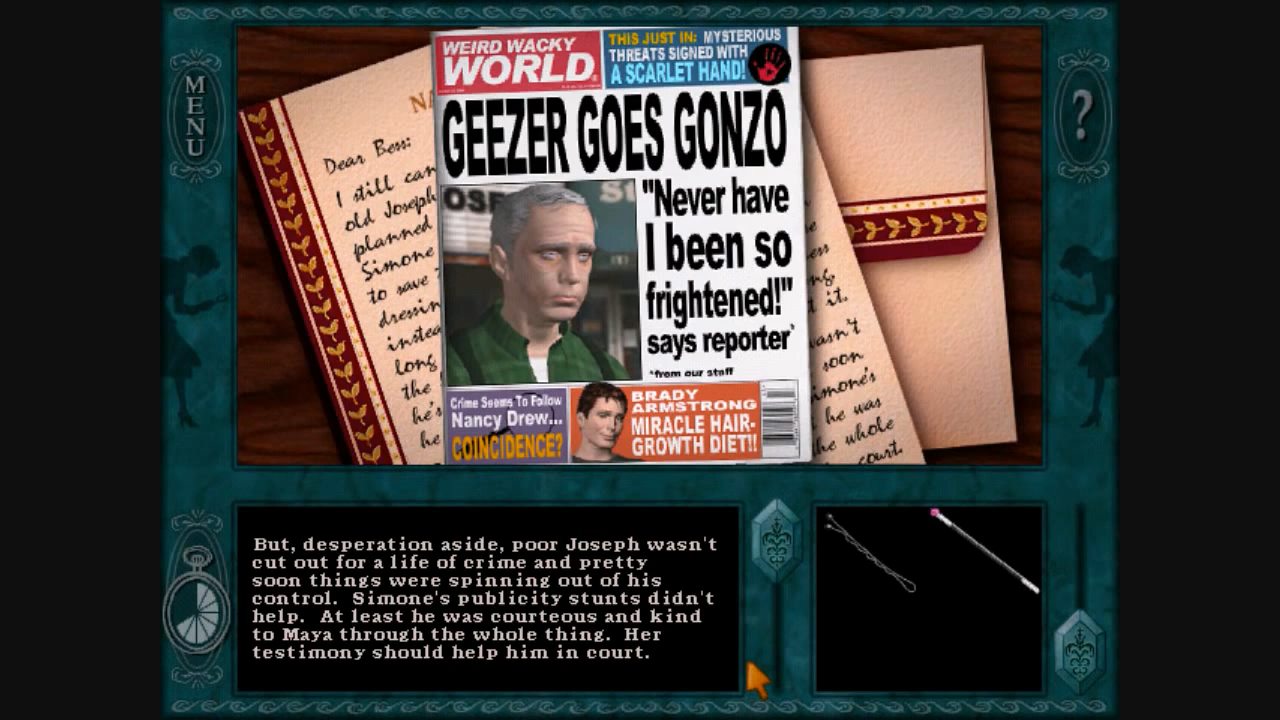 MENU
?
WEIRD WACKY
WORLD
THIS JUST IN: MYSTERIOUS
THREATS SIGNED WITH
A SCARLET HAND!
GEEZER GOES GONZO
"Never have
I been so
frightened!"
says reporter*
*from our staff
Crime Seems To Follow
Nancy Drew...
COINCIDENCE?
BRADY
ARMSTRONG
MIRACLE HAIR-
GROWTH DIET!!
Dear Bess:
I still can
old Joseph
planned
Simone
to save
dressin
instea
long
the
he's
he
it.
wasn't
soon
imone's
he was
the whole
court.
But, desperation aside, poor Joseph wasn't
cut out for a life of crime and pretty
soon things were spinning out of his
control. Simone's publicity stunts didn't
help. At least he was courteous and kind
to Maya through the whole thing. Her
testimony should help him in court.